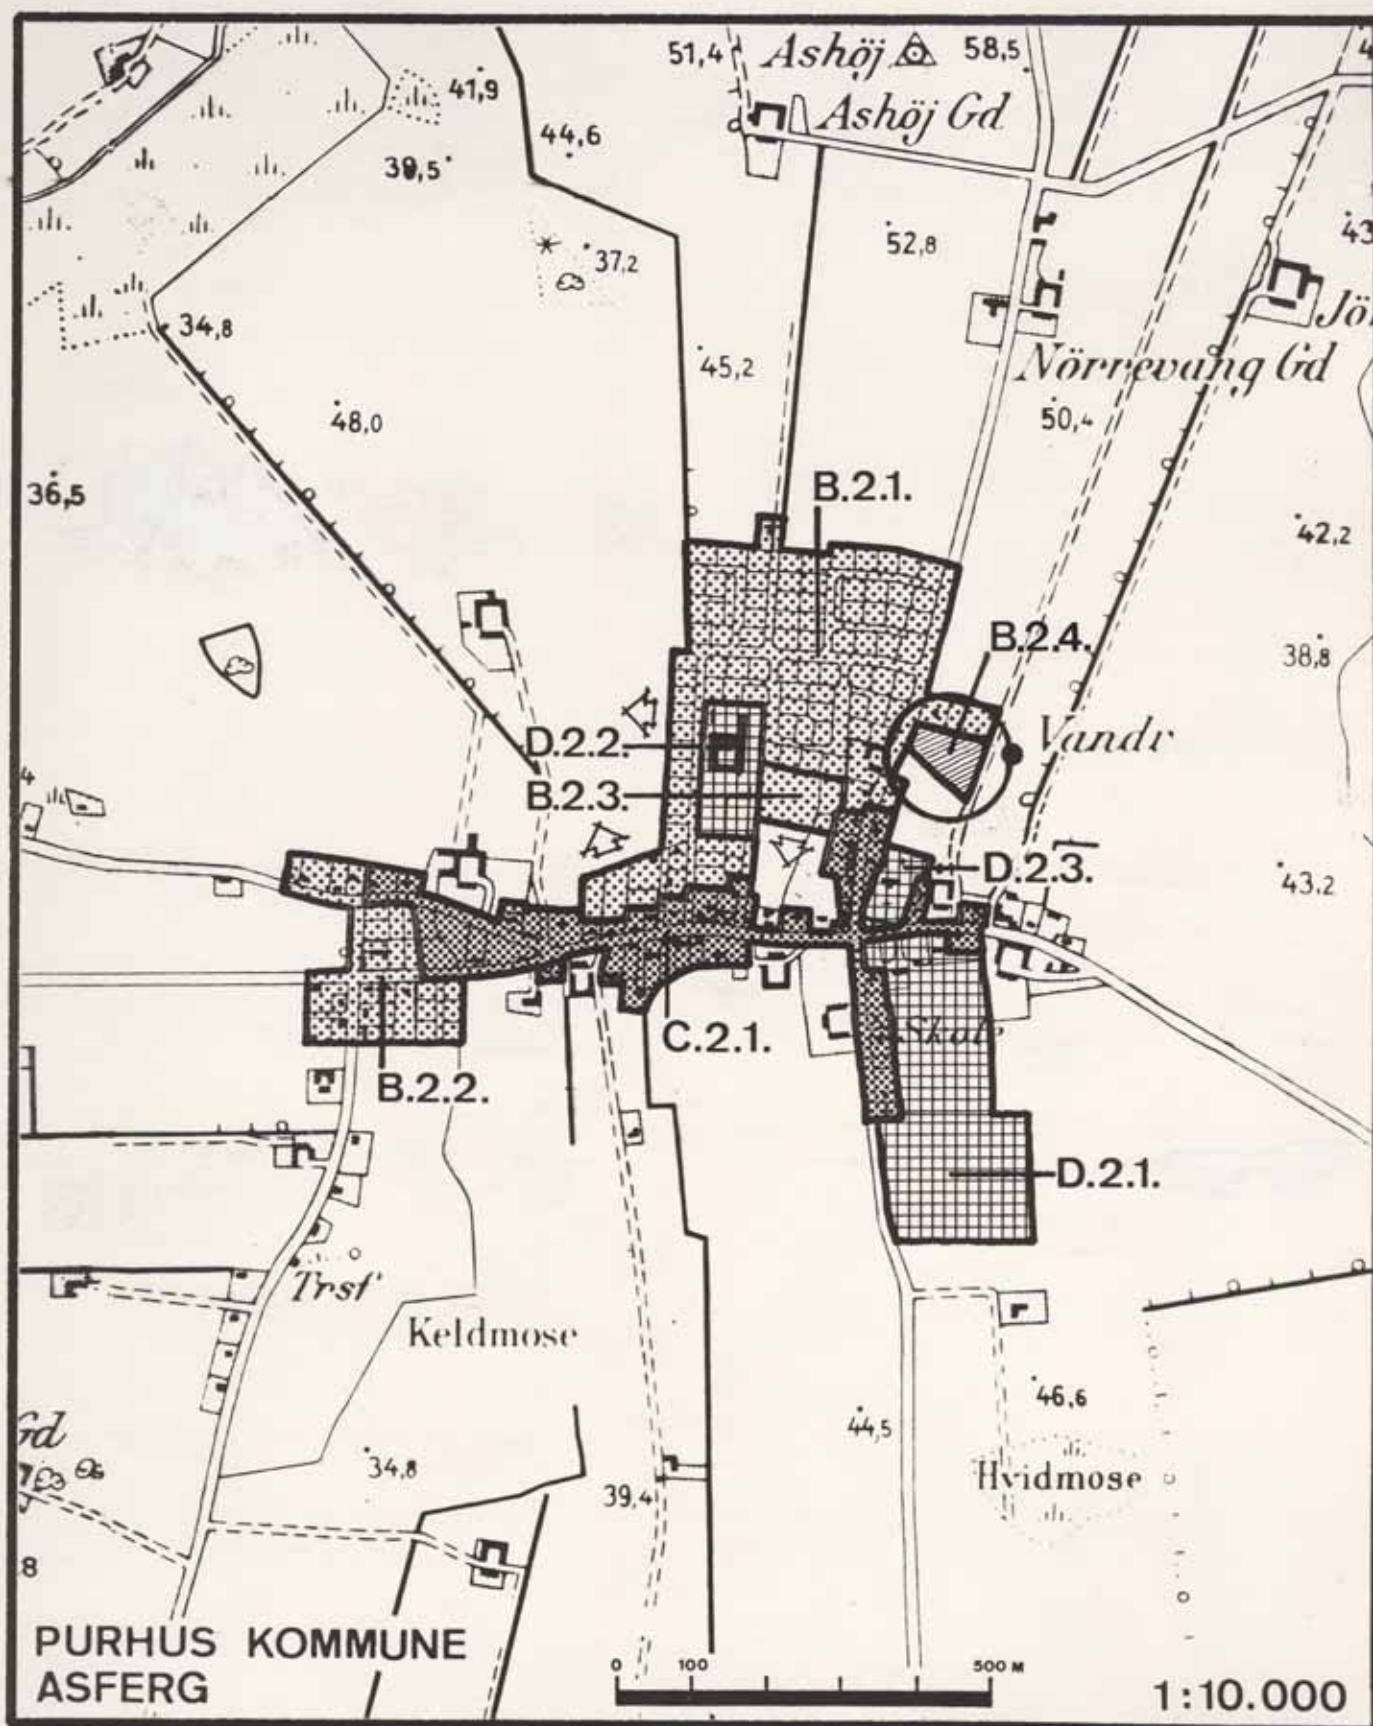 51,4
Ashöj
58,5
41,9
Ashöj Gd
44,6
39,5
52,8
43
37,2
34,8
Jör
45,2
Nörrevang Gd
48,0
50,4
36,5
B.2.1.
42,2
B.2.4.
38,8
D.2.2.
Vandr
B.2.3.
D.2.3.
43,2
C.2.1.
Skole
B.2.2.
D.2.1.
Trsf
Keldmose
46,6
44,5
Gd
34,8
Hvidmose
39,4
8
PURHUS KOMMUNE
ASFERG
0 100 500 M
1:10.000